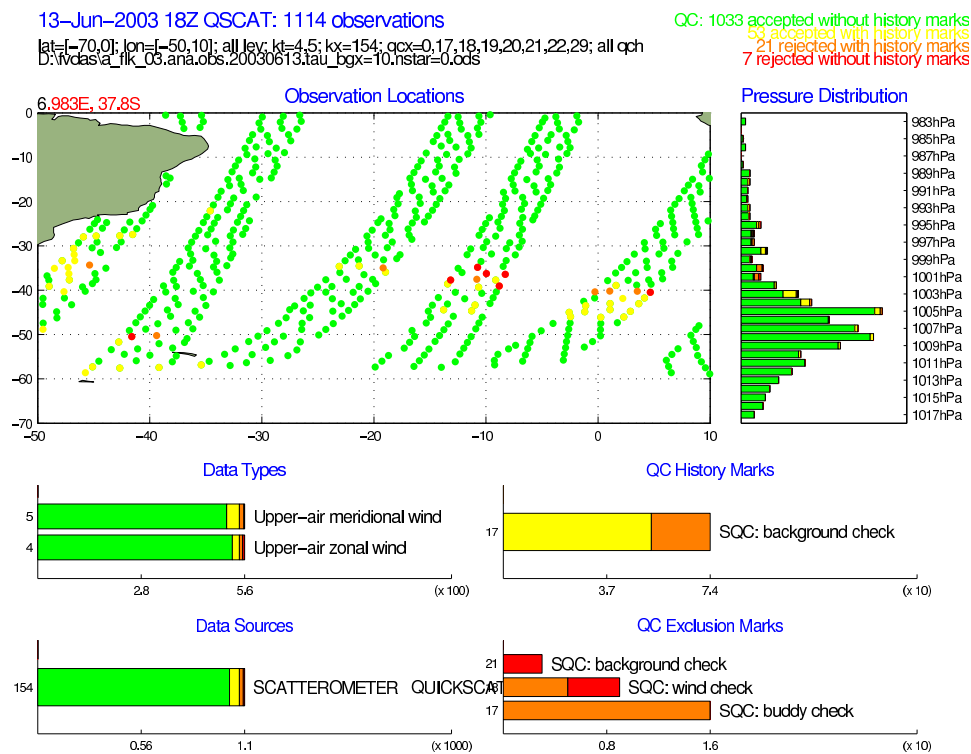 13-Jun-2003 18Z QSCAT: 1114 observations
QC: 1033 accepted without history marks
53 accepted with history marks
21 rejected with history marks
7 rejected without history marks
lat=[-70,0]; lon=[-50,10]; all lev; kt=4,5; kx=154; qcx=0,17,18,19,20,21,22,29; all qch
D:\fvdas\a_flk_03.ana.obs.20030613.tau_bgx=10.nstar=0.ods
6.983E, 37.8S
Observation Locations
Pressure Distribution
0
-10
-20
-30
-40
-50
-60
-70
-50 -40 -30 -20 -10 0 10
983hPa
985hPa
987hPa
989hPa
991hPa
993hPa
995hPa
997hPa
999hPa
1001hPa
1003hPa
1005hPa
1007hPa
1009hPa
1011hPa
1013hPa
1015hPa
1017hPa
Data Types
5 Upper-air meridional wind
4 Upper-air zonal wind
2.8 5.6 (x 100)
QC History Marks
17 SQC: background check
3.7 7.4 (x 10)
Data Sources
154 SCATTEROMETER QUICKSCAT
0.56 1.1 (x 1000)
QC Exclusion Marks
21 SQC: background check
SQC: wind check
17 SQC: buddy check
0.8 1.6 (x 10)